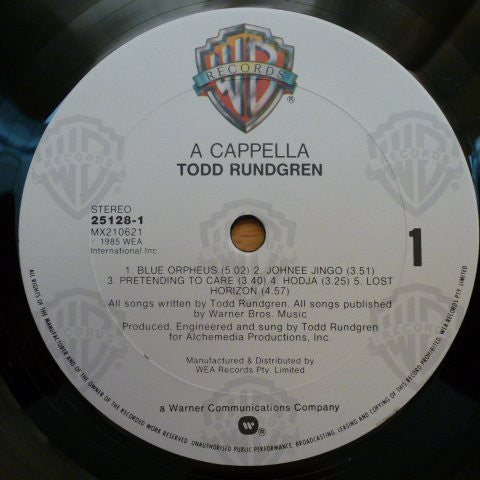 WB
RECORDS
®
A CAPPELLA
TODD RUNDGREN
STEREO
25128-1
MX210621
℗ 1985 WEA
International Inc
1
1. BLUE ORPHEUS (5.02) 2. JOHNEE JINGO (3.51)
3. PRETENDING TO CARE (3.40) 4. HODJA (3.25) 5. LOST
HORIZON (4.57)
All songs written by Todd Rundgren. All songs published
by Warner Bros. Music
Produced, Engineered and sung by Todd Rundgren
for Alchemedia Productions, Inc.
Manufactured & Distributed by
WEA Records Pty. Limited
a Warner Communications Company
ALL RIGHTS OF THE MANUFACTURER AND OF THE OWNER OF THE RECORDED WORK RESERVED. UNAUTHORISED PUBLIC PERFORMANCE, BROADCASTING, LEASING AND COPYING OF THIS RECORD PROHIBITED. WEA RECORDS PTY. LIMITED